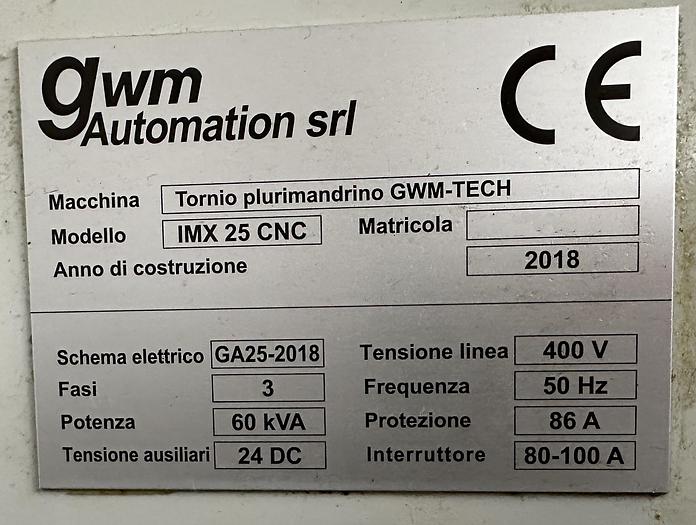 gwm
Automation srl
CE
Macchina Tornio plurimandrino GWM-TECH
Modello IMX 25 CNC Matricola
Anno di costruzione 2018
Schema elettrico GA25-2018 Tensione linea 400 V
Fasi 3 Frequenza 50 Hz
Potenza 60 kVA Protezione 86 A
Tensione ausiliari 24 DC Interruttore 80-100 A